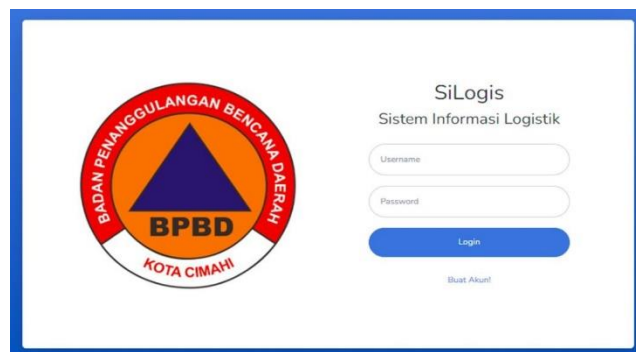 BADAN PENANGGULANGAN BENCANA DAERAH
BPBD
KOTA CIMAHI
SiLogis
Sistem Informasi Logistik
Username
Password
Login
Buat Akun!